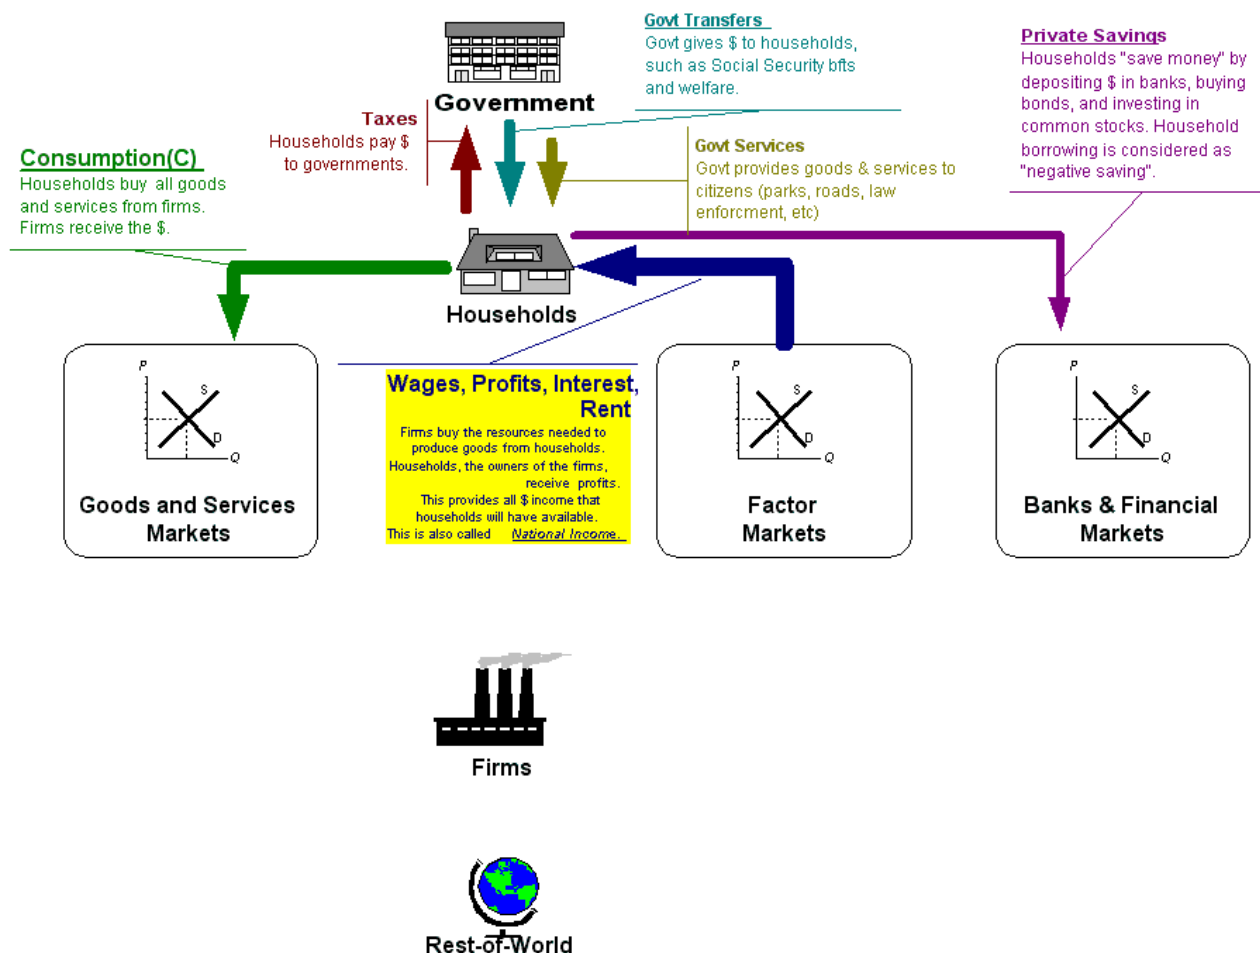 Govt Transfers
Govt gives $ to households,
such as Social Security bfts
and welfare.
Private Savings
Households "save money" by
depositing $ in banks, buying
bonds, and investing in
common stocks. Household
borrowing is considered as
"negative saving".
Government
Taxes
Households pay $
to governments.
Govt Services
Govt provides goods & services to
citizens (parks, roads, law
enforcment, etc)
Consumption(C)
Households buy all goods
and services from firms.
Firms receive the $.
Households
P
S
D
Q
Goods and Services
Markets
Wages, Profits, Interest,
Rent
Firms buy the resources needed to
produce goods from households.
Households, the owners of the firms,
receive profits.
This provides all $ income that
households will have available.
This is also called National Income.
P
S
D
Q
Factor
Markets
P
S
D
Q
Banks & Financial
Markets
Firms
Rest-of-World